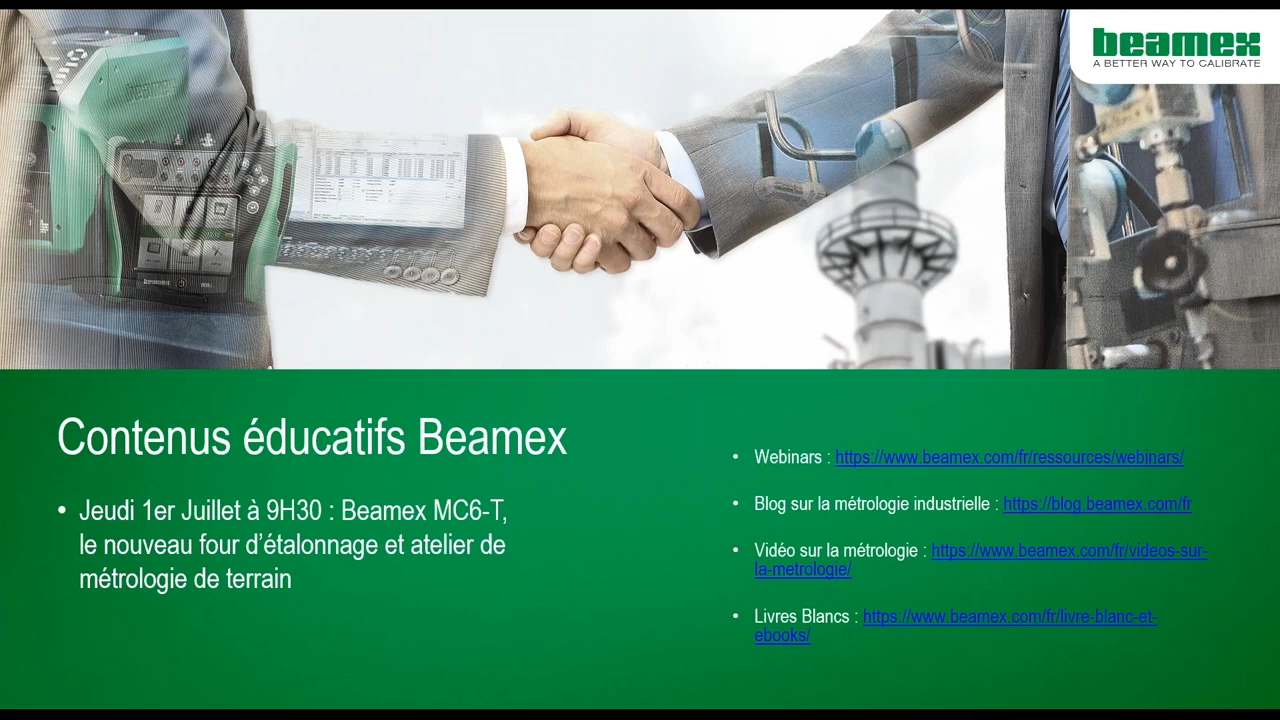 beamex
A BETTER WAY TO CALIBRATE
Contenus éducatifs Beamex
• Jeudi 1er Juillet à 9H30 : Beamex MC6-T,
le nouveau four d’étalonnage et atelier de
métrologie de terrain
• Webinars : https://www.beamex.com/fr/ressources/webinars/
• Blog sur la métrologie industrielle : https://blog.beamex.com/fr
• Vidéo sur la métrologie : https://www.beamex.com/fr/videos-sur-
la-metrologie/
• Livres Blancs : https://www.beamex.com/fr/livre-blanc-et-
ebooks/